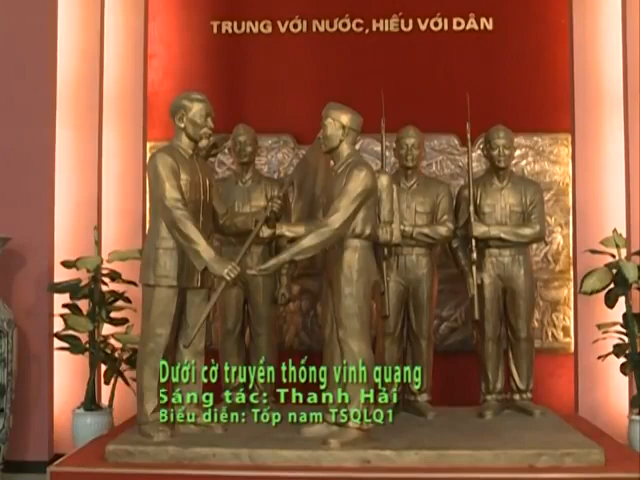 TRUNG VỚI NƯỚC, HIẾU VỚI DÂN
Dưới cờ truyền thống vinh quang
Sáng tác: Thanh Hải
Biểu diễn: Tốp nam TSQLQ1